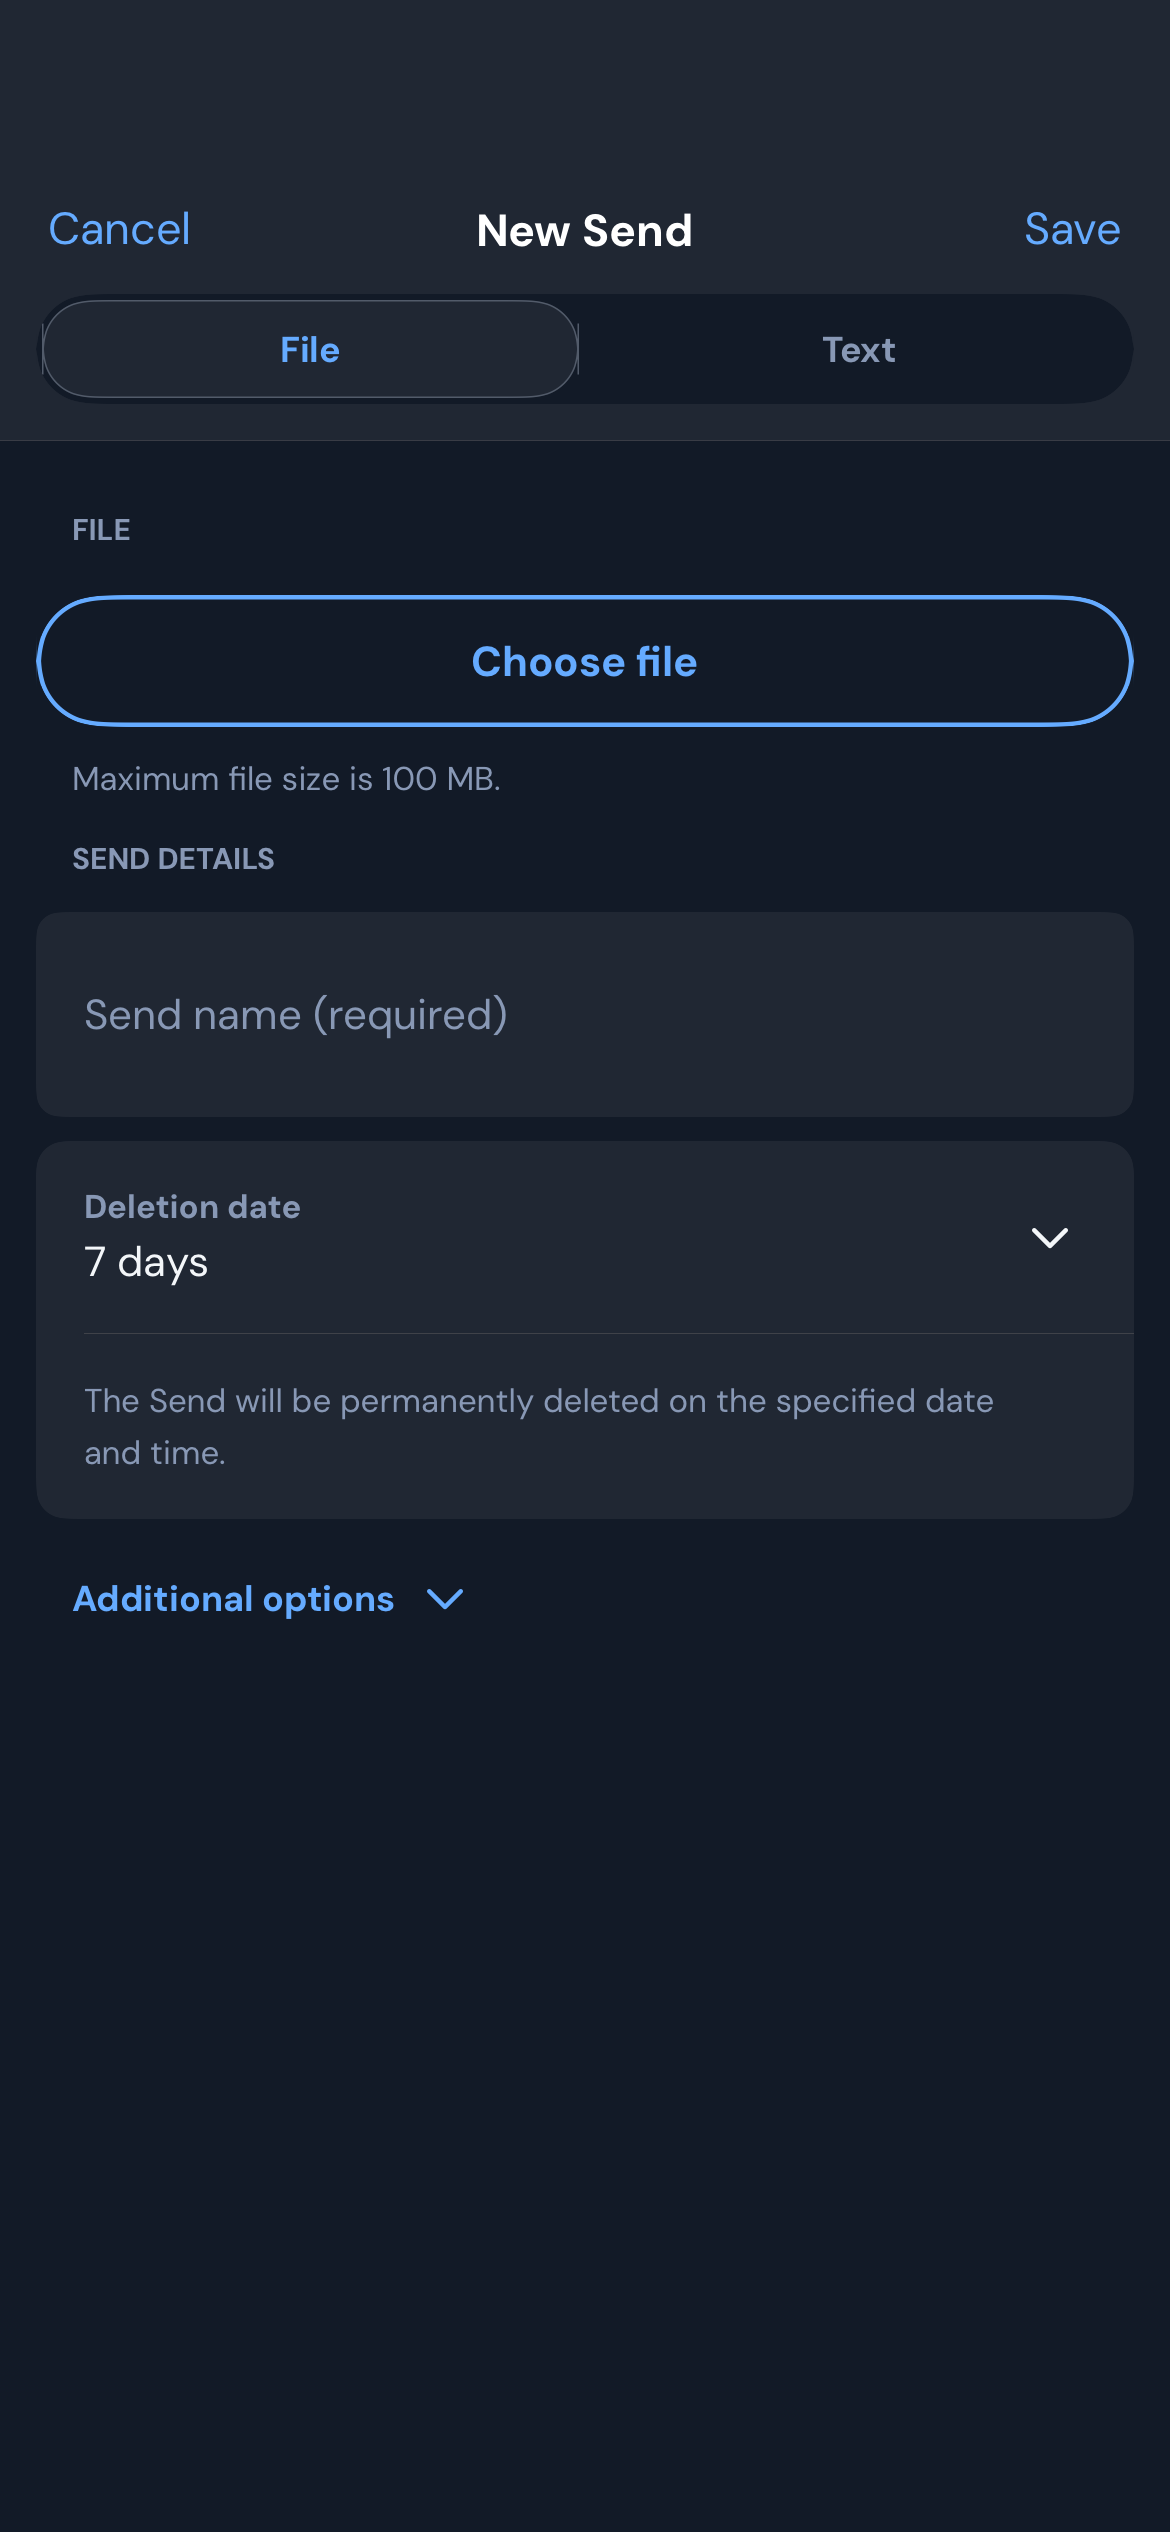 Cancel New Send Save
File Text
FILE
Choose file
Maximum file size is 100 MB.
SEND DETAILS
Send name (required)
Deletion date
7 days
The Send will be permanently deleted on the specified date
and time.
Additional options